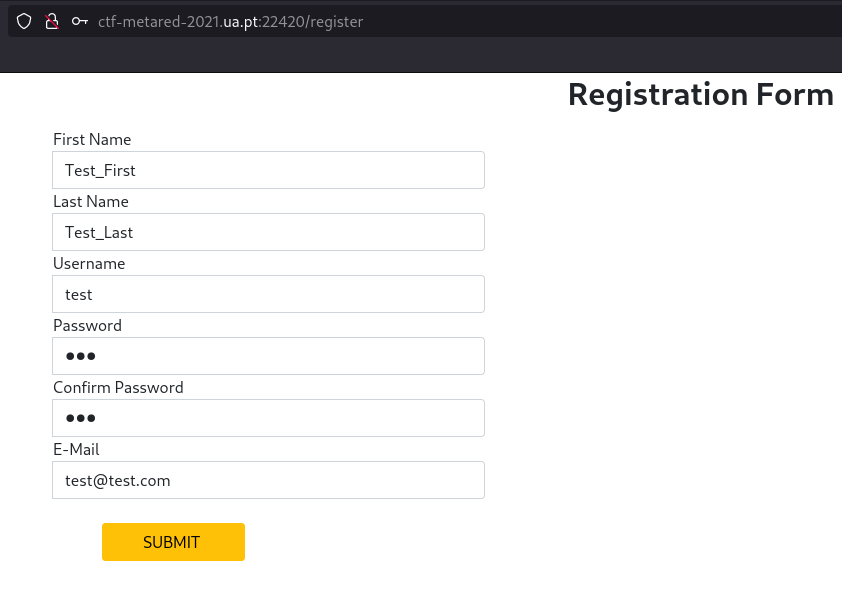 ctf-metared-2021.ua.pt:22420/register
Registration Form
First Name
Test_First
Last Name
Test_Last
Username
test
Password
●●●
Confirm Password
●●●
E-Mail
test@test.com
SUBMIT